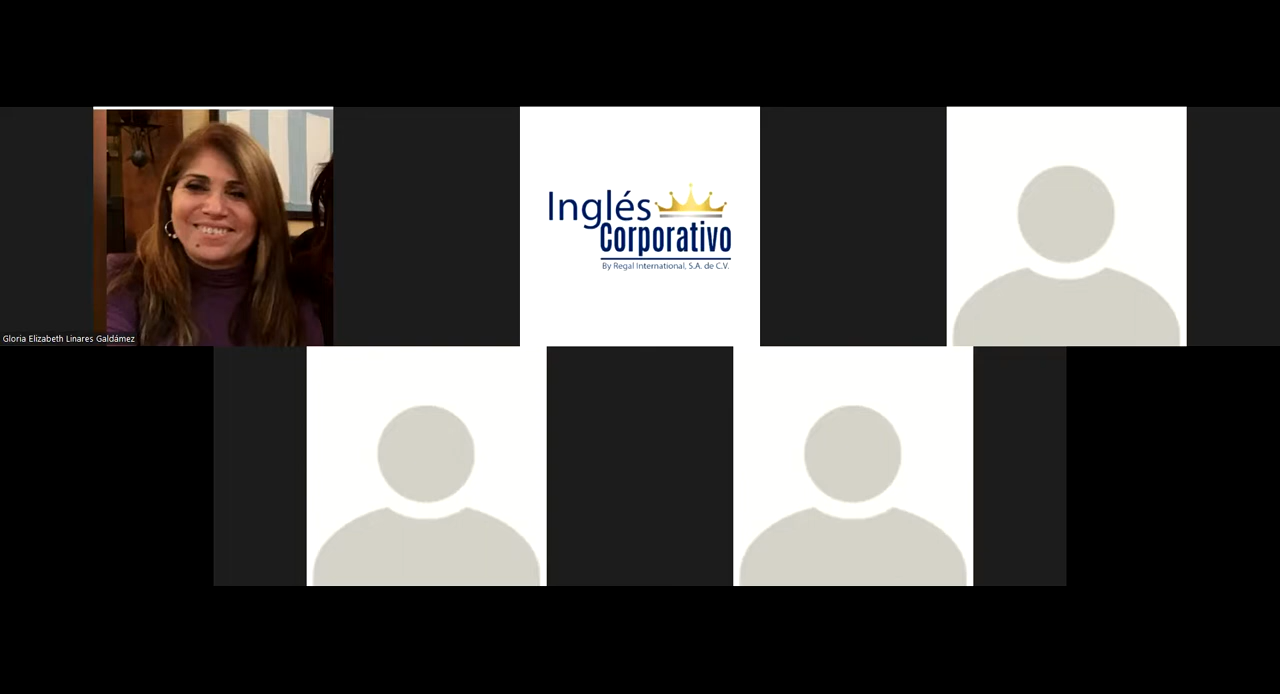 Inglés
Corporativo
By Regal International, S.A. de C.V.
Gloria Elizabeth Linares Galdámez